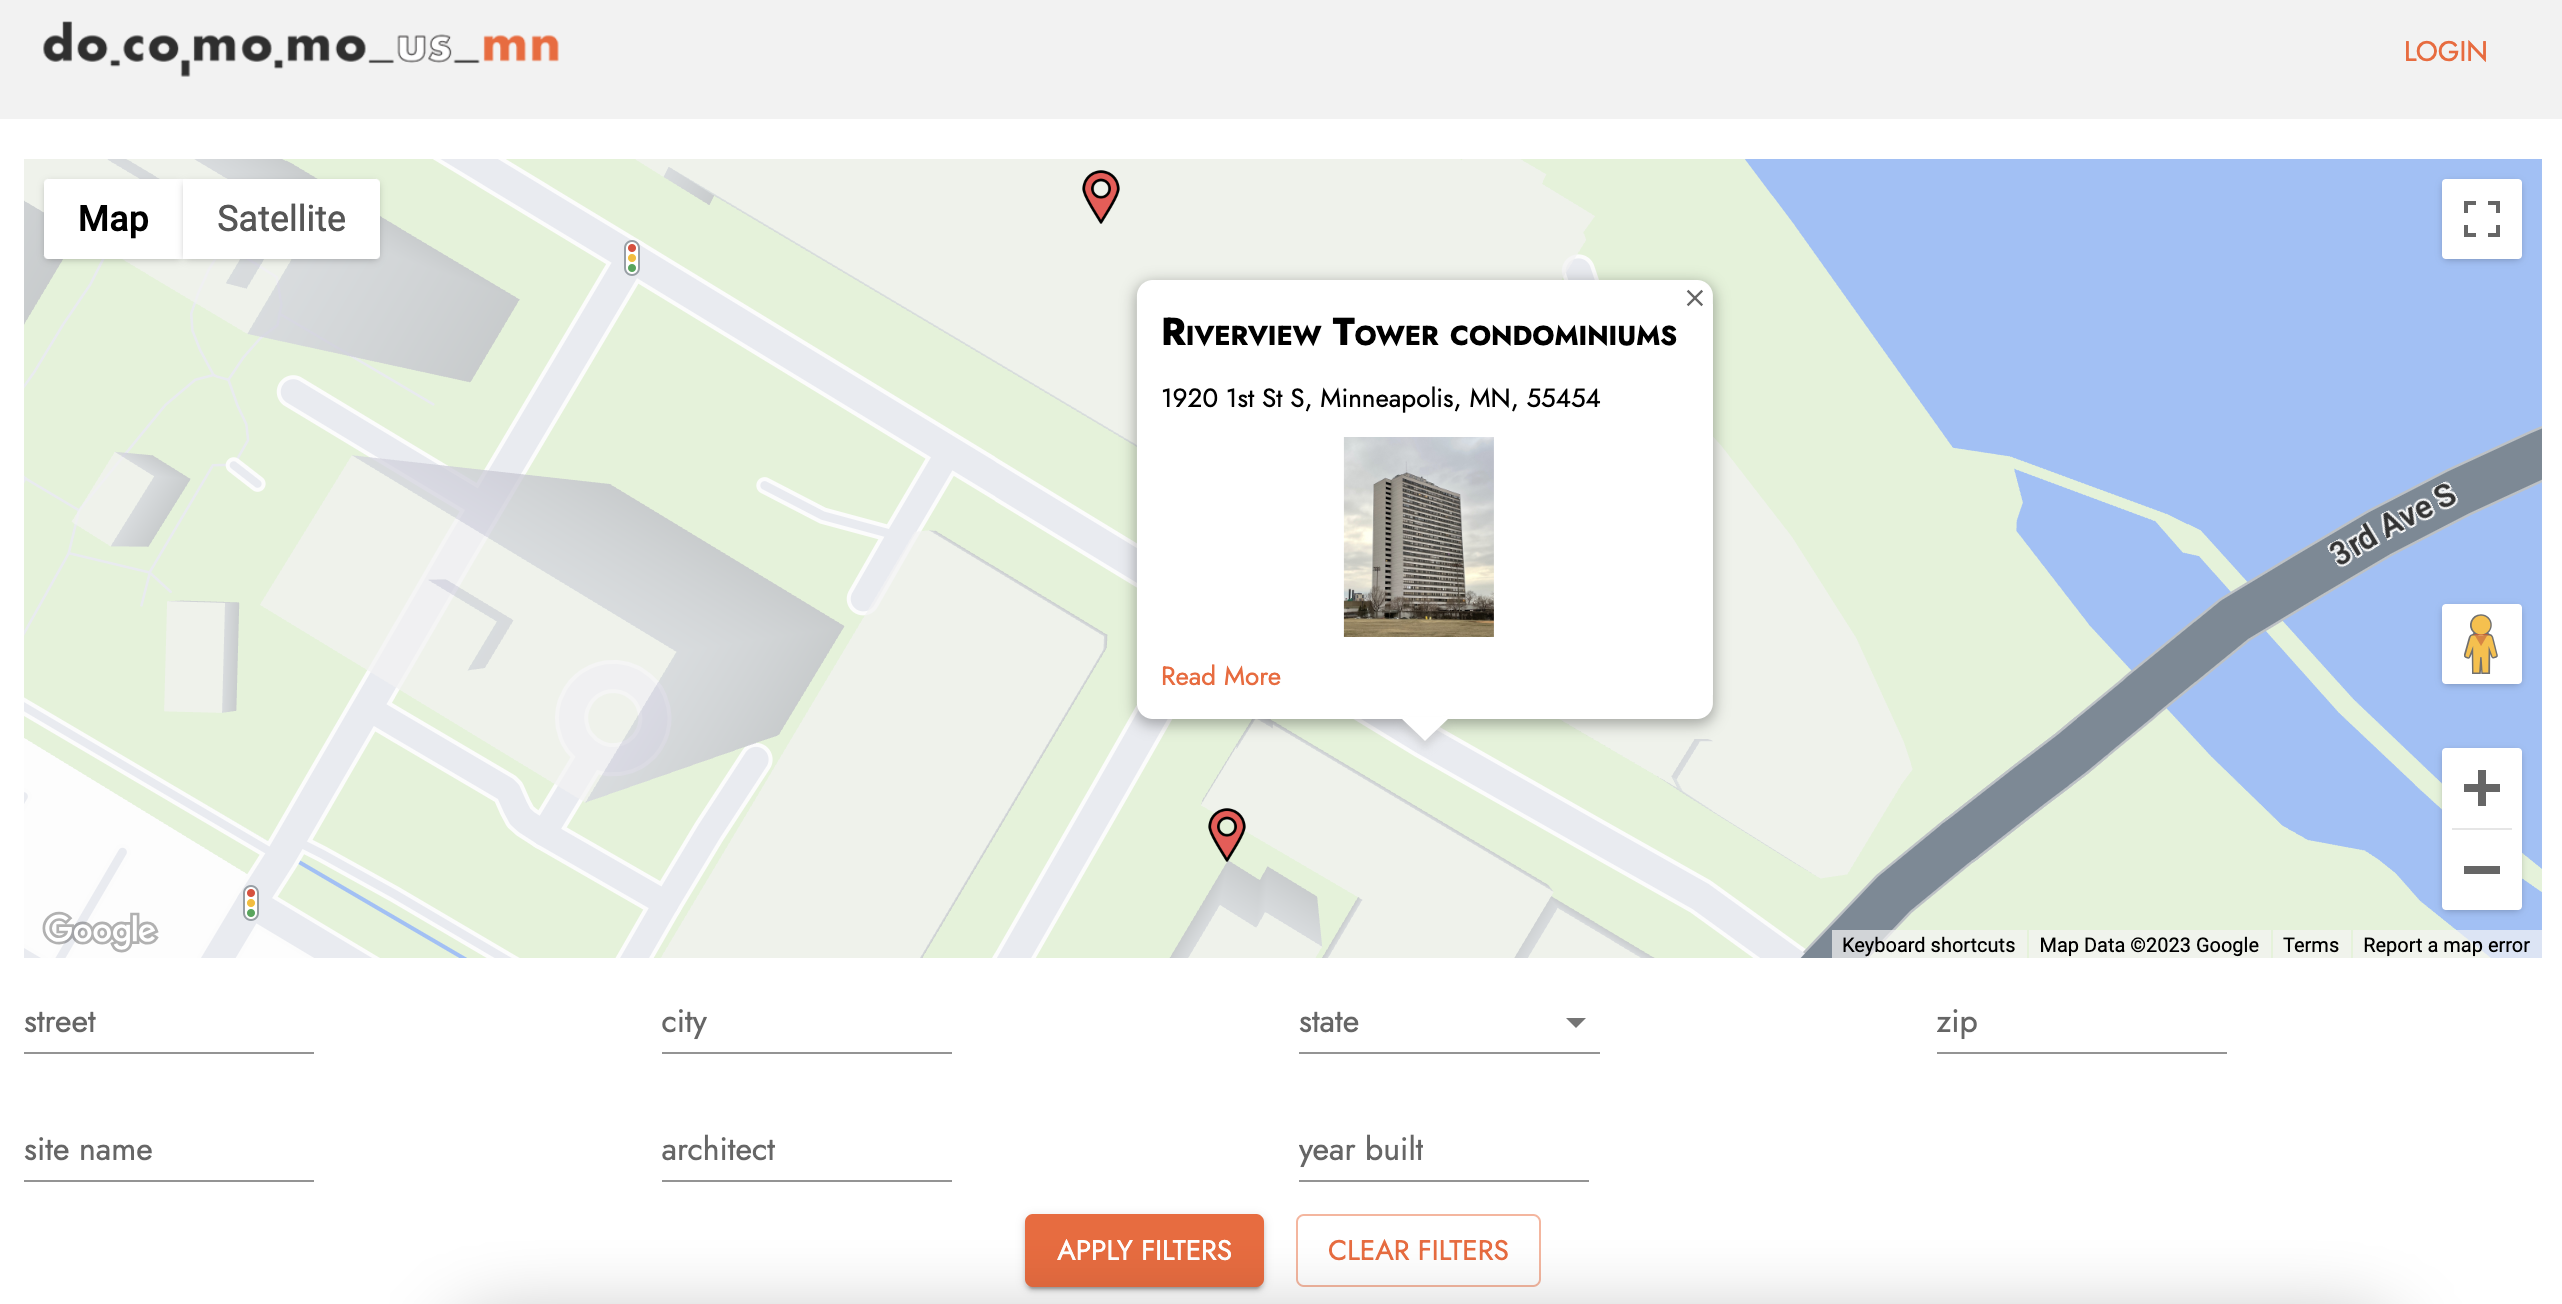 do.co,mo.mo_us_mn
LOGIN
Map
Satellite
Riverview Tower condominiums
1920 1st St S, Minneapolis, MN, 55454
Read More
3rd Ave S
Google
Keyboard shortcuts
Map Data ©2023 Google
Terms
Report a map error
street
city
state
zip
site name
architect
year built
APPLY FILTERS
CLEAR FILTERS